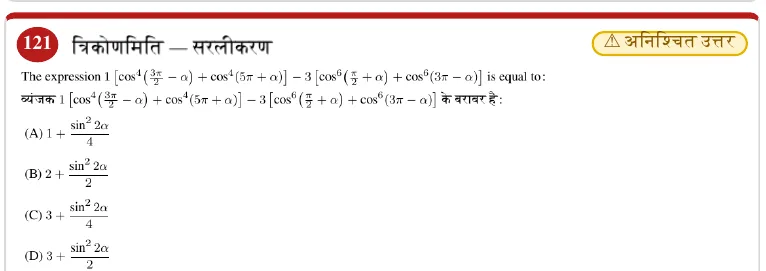 121 त्रिकोणमिति — सरलीकरण ⚠ अनिश्चित उत्तर
The expression 1 [cos⁴(3π/2 − α) + cos⁴(5π + α)] − 3 [cos⁶(π/2 + α) + cos⁶(3π − α)] is equal to:
व्यंजक 1 [cos⁴(3π/2 − α) + cos⁴(5π + α)] − 3 [cos⁶(π/2 + α) + cos⁶(3π − α)] के बराबर है:
(A) 1 + sin² 2α/4
(B) 2 + sin² 2α/2
(C) 3 + sin² 2α/4
(D) 3 + sin² 2α/2